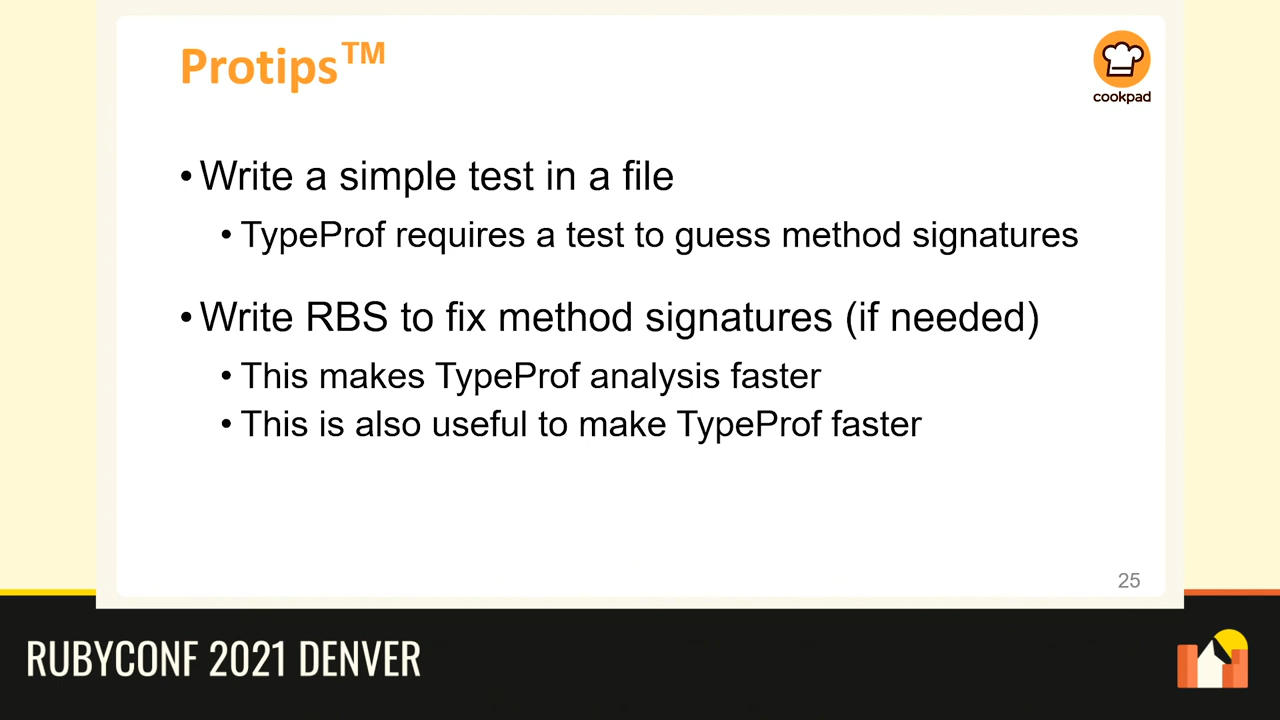 Protips™
cookpad
• Write a simple test in a file
• TypeProf requires a test to guess method signatures
• Write RBS to fix method signatures (if needed)
• This makes TypeProf analysis faster
• This is also useful to make TypeProf faster
25
RUBYCONF 2021 DENVER